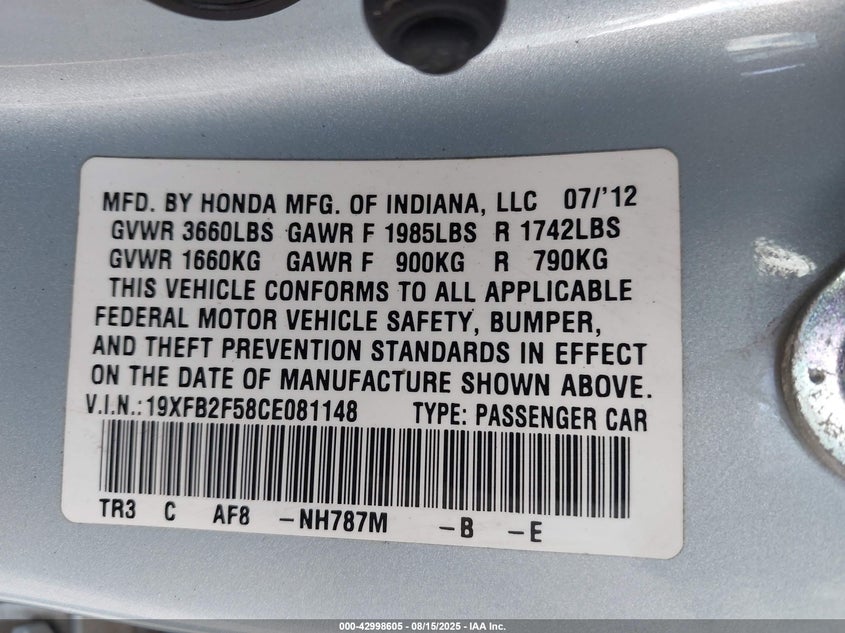 MFD. BY HONDA MFG. OF INDIANA, LLC 07/'12
GVWR 3660LBS GAWR F 1985LBS R 1742LBS
GVWR 1660KG GAWR F 900KG R 790KG
THIS VEHICLE CONFORMS TO ALL APPLICABLE
FEDERAL MOTOR VEHICLE SAFETY, BUMPER,
AND THEFT PREVENTION STANDARDS IN EFFECT
ON THE DATE OF MANUFACTURE SHOWN ABOVE.
V.I.N.:19XFB2F58CE081148 TYPE: PASSENGER CAR
TR3 C AF8 -NH787M -B -E
000-42998605 - 08/15/2025 - IAA Inc.